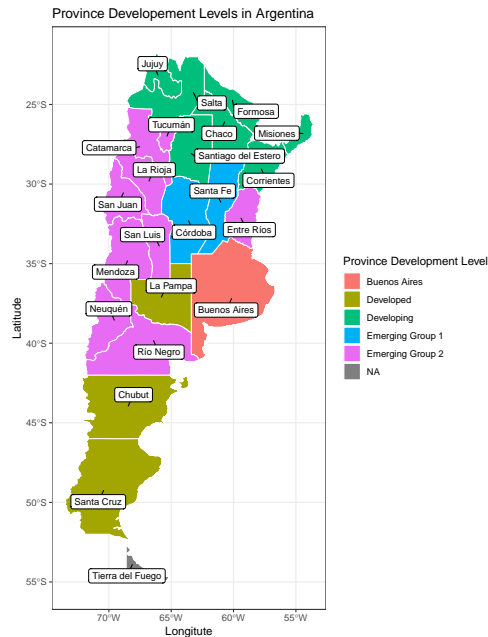 Province Developement Levels in Argentina
Jujuy
25°S
Salta
Formosa
Tucumán
Chaco
Misiones
Catamarca
Santiago del Estero
La Rioja
30°S
Corrientes
Santa Fe
San Juan
San Luis
Córdoba
Entre Ríos
35°S
Mendoza
La Pampa
Neuquén
Buenos Aires
40°S
Río Negro
Chubut
45°S
50°S
Santa Cruz
Tierra del Fuego
55°S
70°W
65°W
60°W
55°W
Longitute
Latitude
Province Development Level
Buenos Aires
Developed
Developing
Emerging Group 1
Emerging Group 2
NA